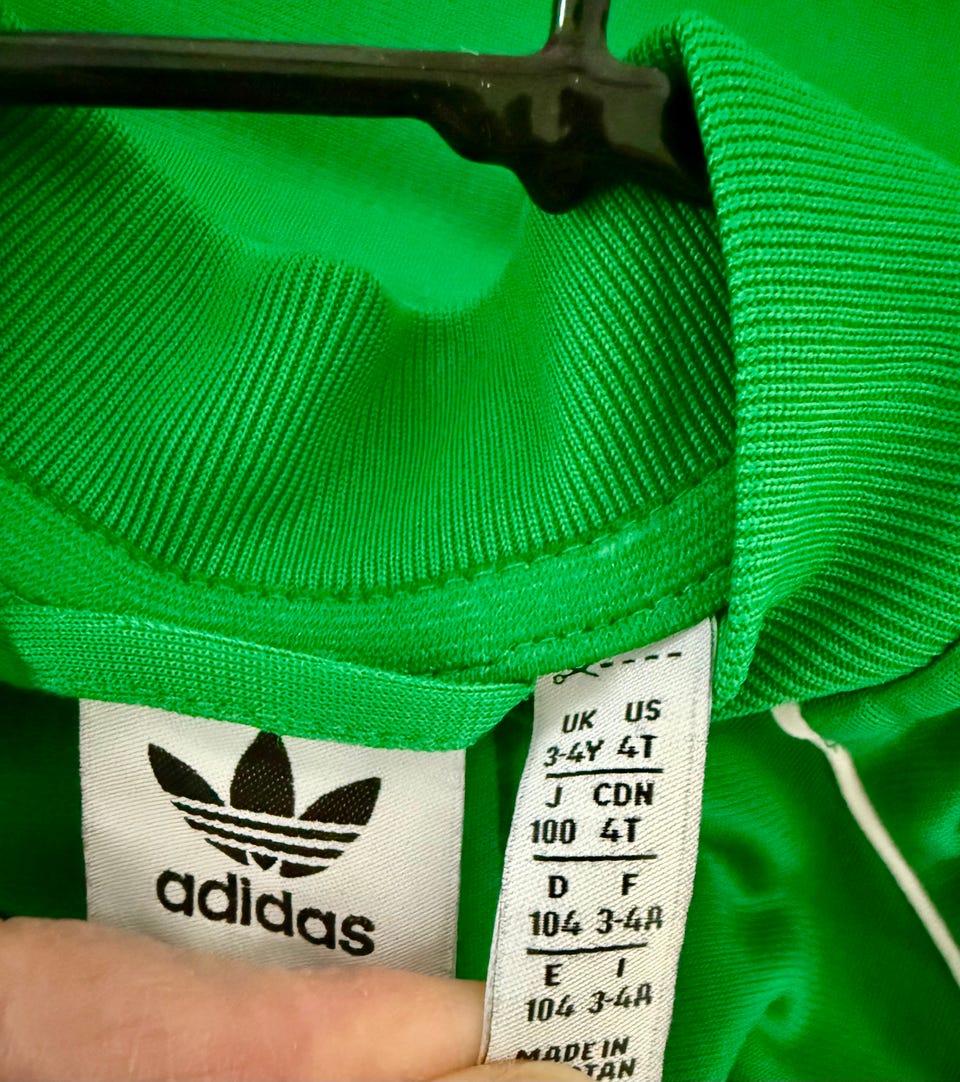 adidas
UK US
3-4Y 4T
J CDN
100 4T
D F
104 3-4A
E I
104 3-4A
MADE IN